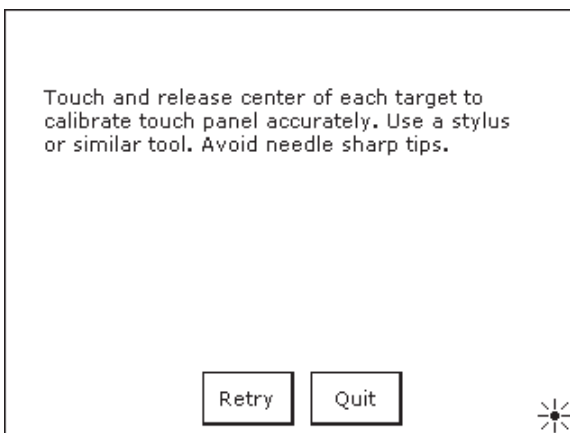 Touch and release center of each target to
calibrate touch panel accurately. Use a stylus
or similar tool. Avoid needle sharp tips.
Retry Quit